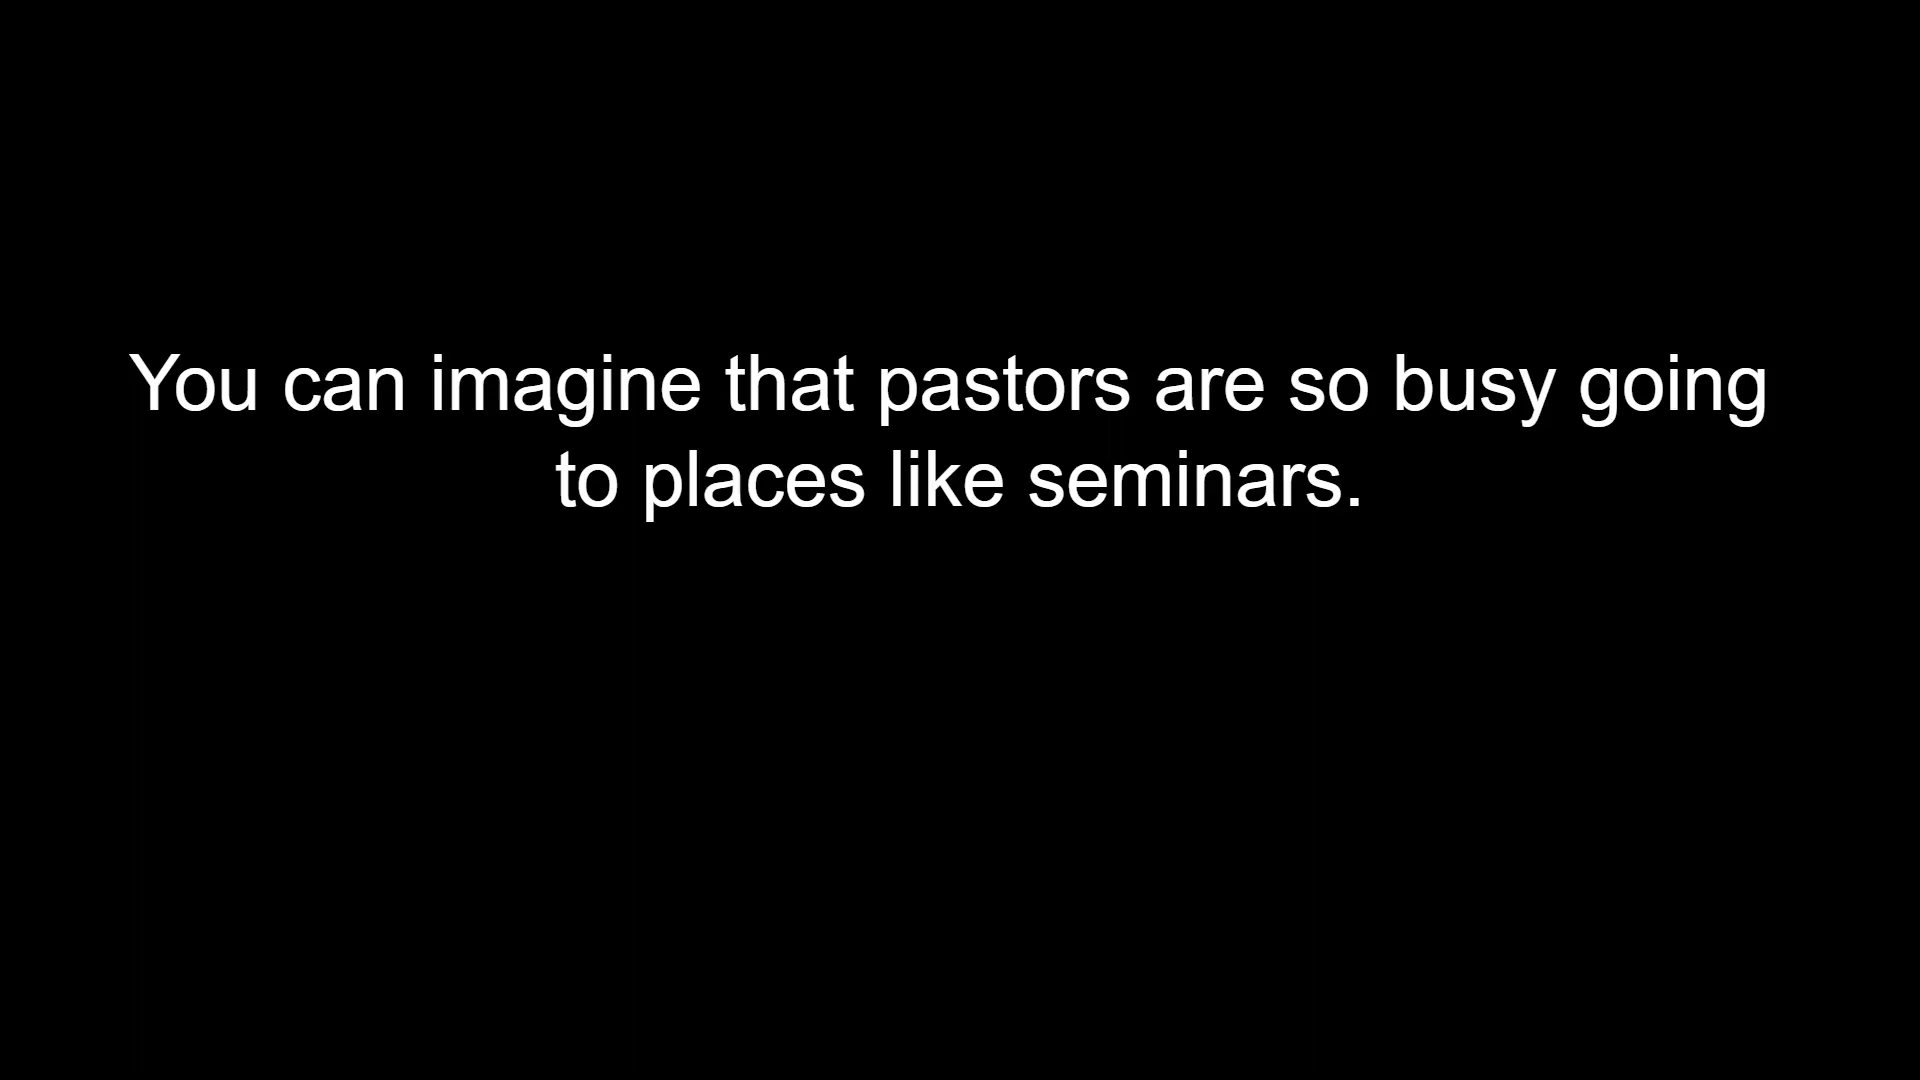 You can imagine that pastors are so busy going
to places like seminars.